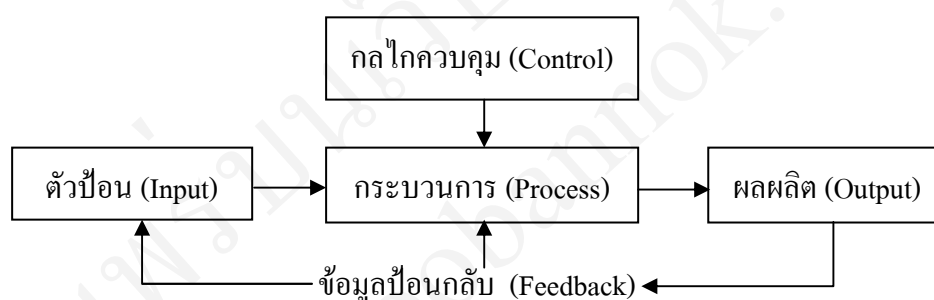 กลไกควบคุม (Control)
ตัวป้อน (Input)
กระบวนการ (Process)
ผลผลิต (Output)
ข้อมูลป้อนกลับ (Feedback)